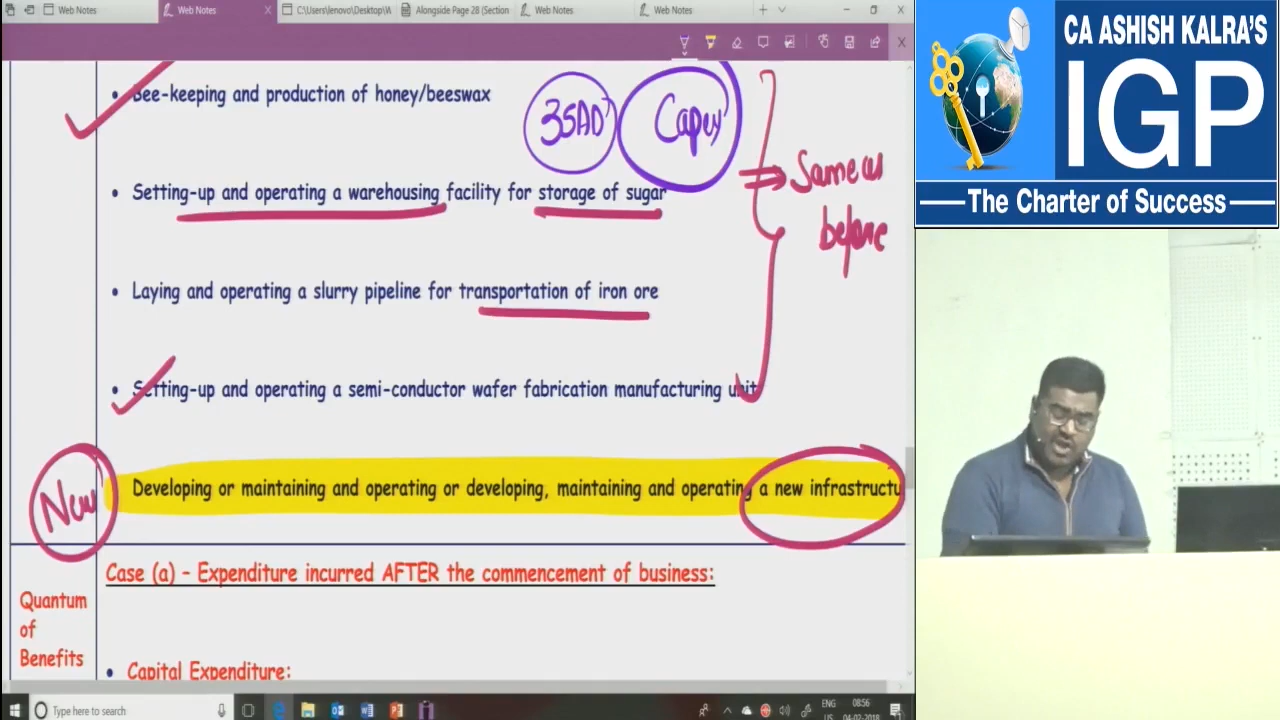 Web Notes
Web Notes
C:\Users\lenovo\Desktop\IA
Alongside Page 28 (Section
Web Notes
Web Notes
CA ASHISH KALRA'S
IGP
The Charter of Success
• Bee-keeping and production of honey/beeswax
35AD
Capex
• Setting-up and operating a warehousing facility for storage of sugar
Same as
before
• Laying and operating a slurry pipeline for transportation of iron ore
• Setting-up and operating a semi-conductor wafer fabrication manufacturing unit
New
Developing or maintaining and operating or developing, maintaining and operating a new infrastructu
Case (a) - Expenditure incurred AFTER the commencement of business:
Quantum
of
Benefits
• Capital Expenditure:
Type here to search
ENG
US
08:56
04-02-2018